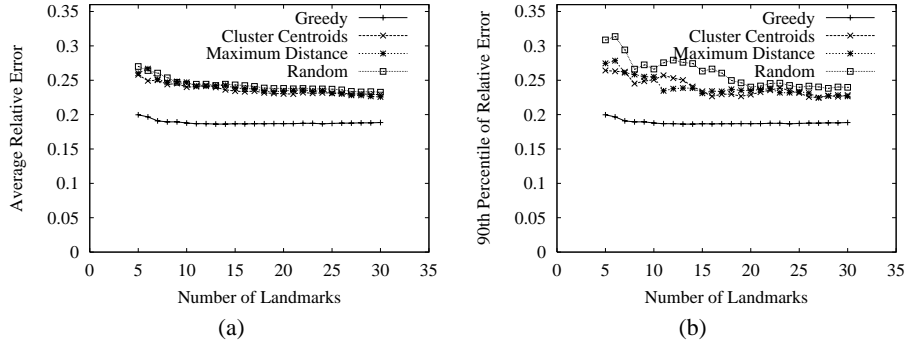 Average Relative Error
0.35
0.3
0.25
0.2
0.15
0.1
0.05
0
0 5 10 15 20 25 30 35
Number of Landmarks
Greedy
Cluster Centroids
Maximum Distance
Random
(a)
90th Percentile of Relative Error
0.35
0.3
0.25
0.2
0.15
0.1
0.05
0
0 5 10 15 20 25 30 35
Number of Landmarks
Greedy
Cluster Centroids
Maximum Distance
Random
(b)